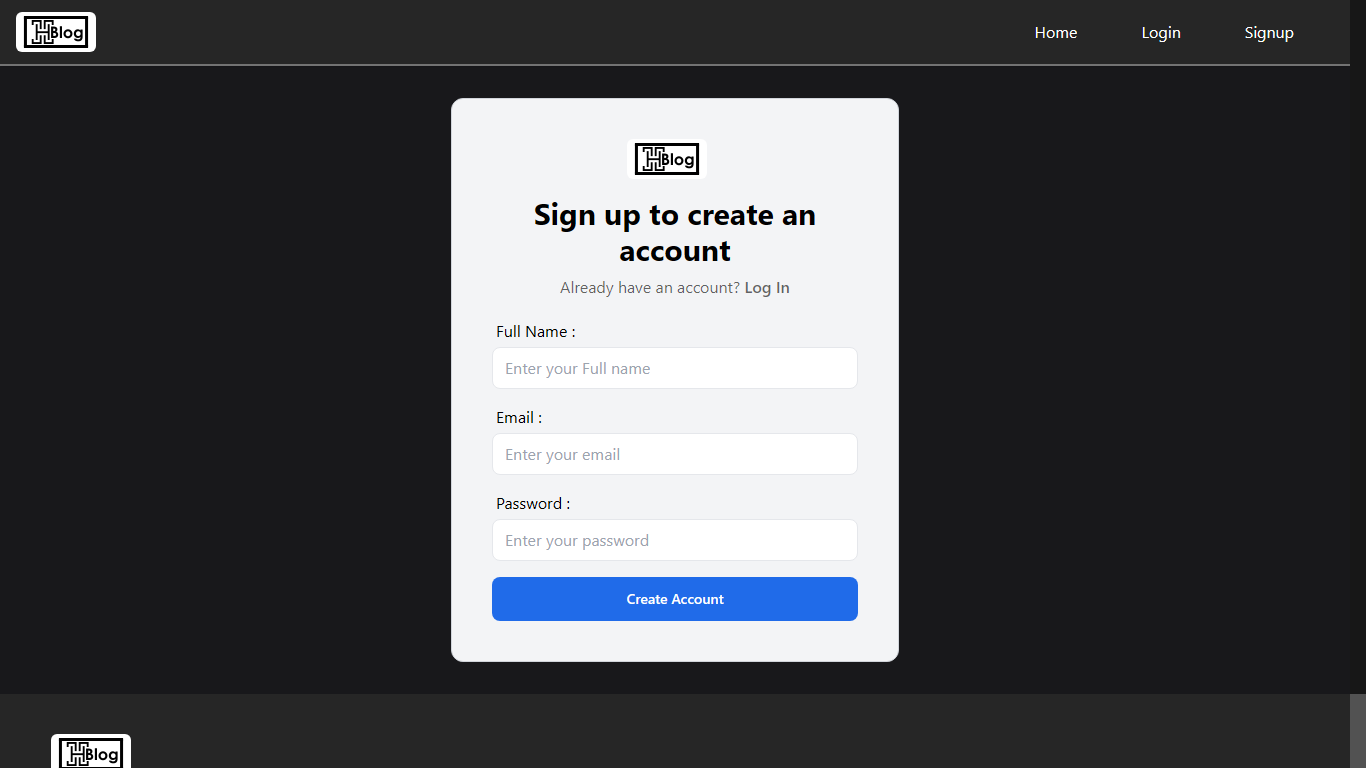 HBlog
Home
Login
Signup
HBlog
Sign up to create an
account
Already have an account? Log In
Full Name :
Enter your Full name
Email :
Enter your email
Password :
Enter your password
Create Account
HBlog